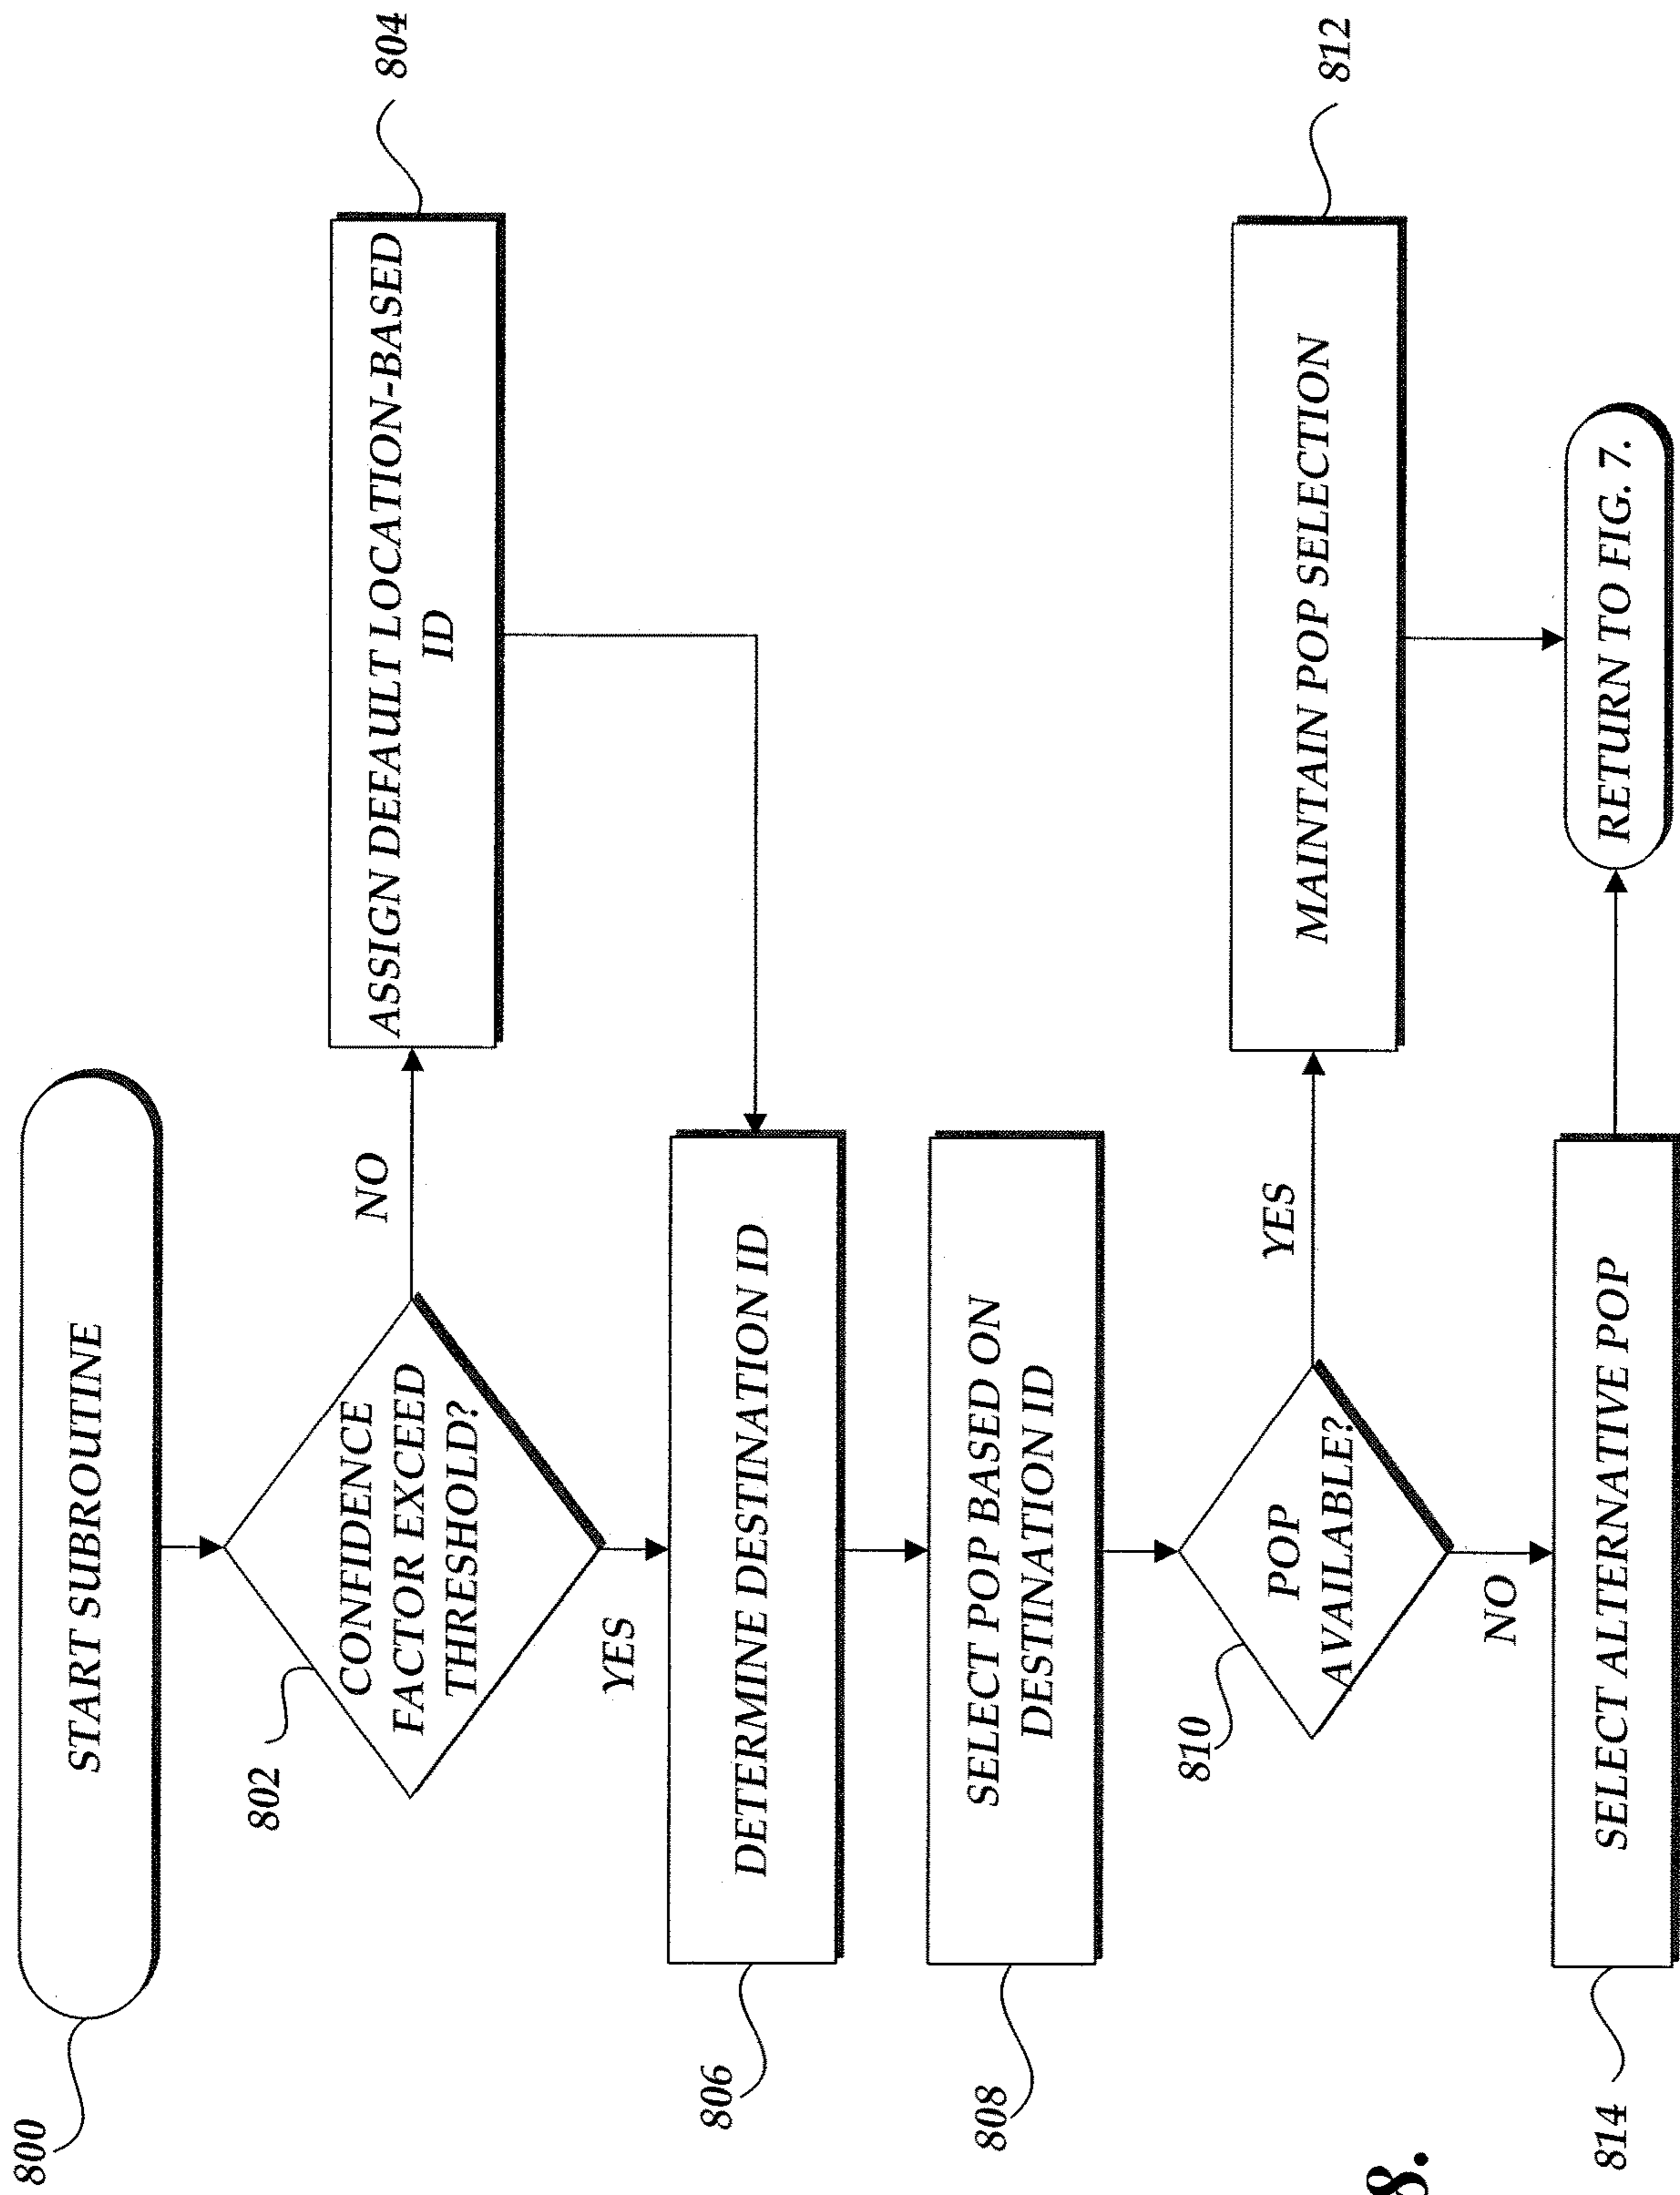 800
START SUBROUTINE
802
CONFIDENCE
FACTOR EXCEED
THRESHOLD?
NO
804
ASSIGN DEFAULT LOCATION-BASED
ID
YES
806
DETERMINE DESTINATION ID
808
SELECT POP BASED ON
DESTINATION ID
810
POP
AVAILABLE?
YES
812
MAINTAIN POP SELECTION
NO
814
SELECT ALTERNATIVE POP
RETURN TO FIG. 7.
8.